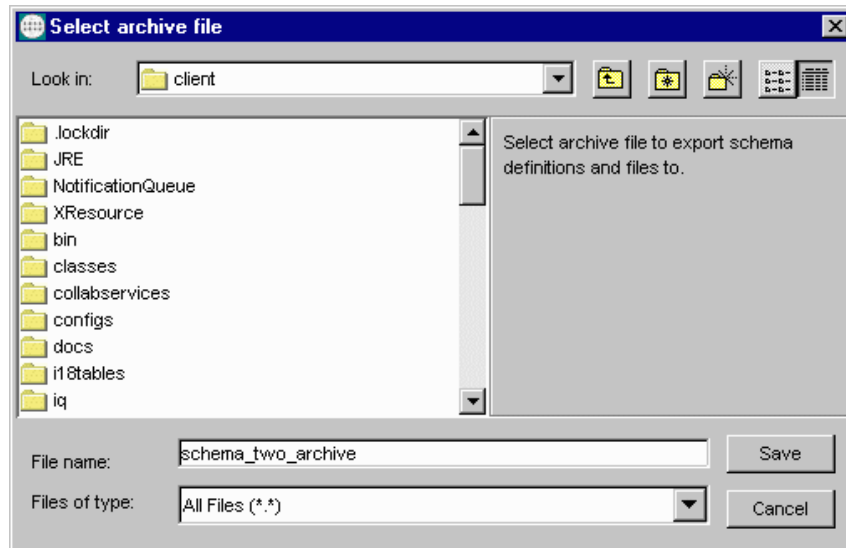 Select archive file
Look in: client
.lockdir
JRE
NotificationQueue
XResource
bin
classes
collabservices
configs
docs
i18tables
iq
Select archive file to export schema
definitions and files to.
File name: schema_two_archive Save
Files of type: All Files (*.*) Cancel